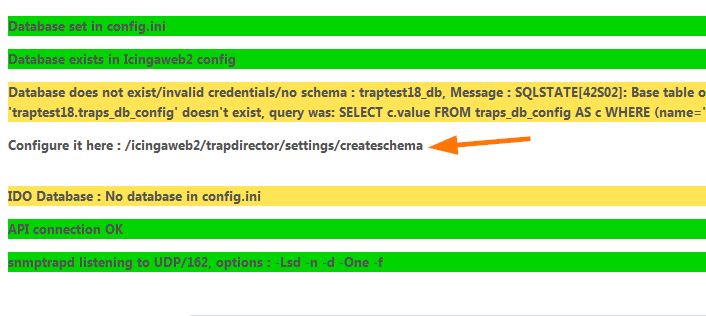 Database set in config.ini
Database exists in Icingaweb2 config
Database does not exist/invalid credentials/no schema : traptest18_db, Message : SQLSTATE[42S02]: Base table o
'traptest18.traps_db_config' doesn't exist, query was: SELECT c.value FROM traps_db_config AS c WHERE (name='
Configure it here : /icingaweb2/trapdirector/settings/createschema
IDO Database : No database in config.ini
API connection OK
snmptrapd listening to UDP/162, options : -Lsd -n -d -One -f